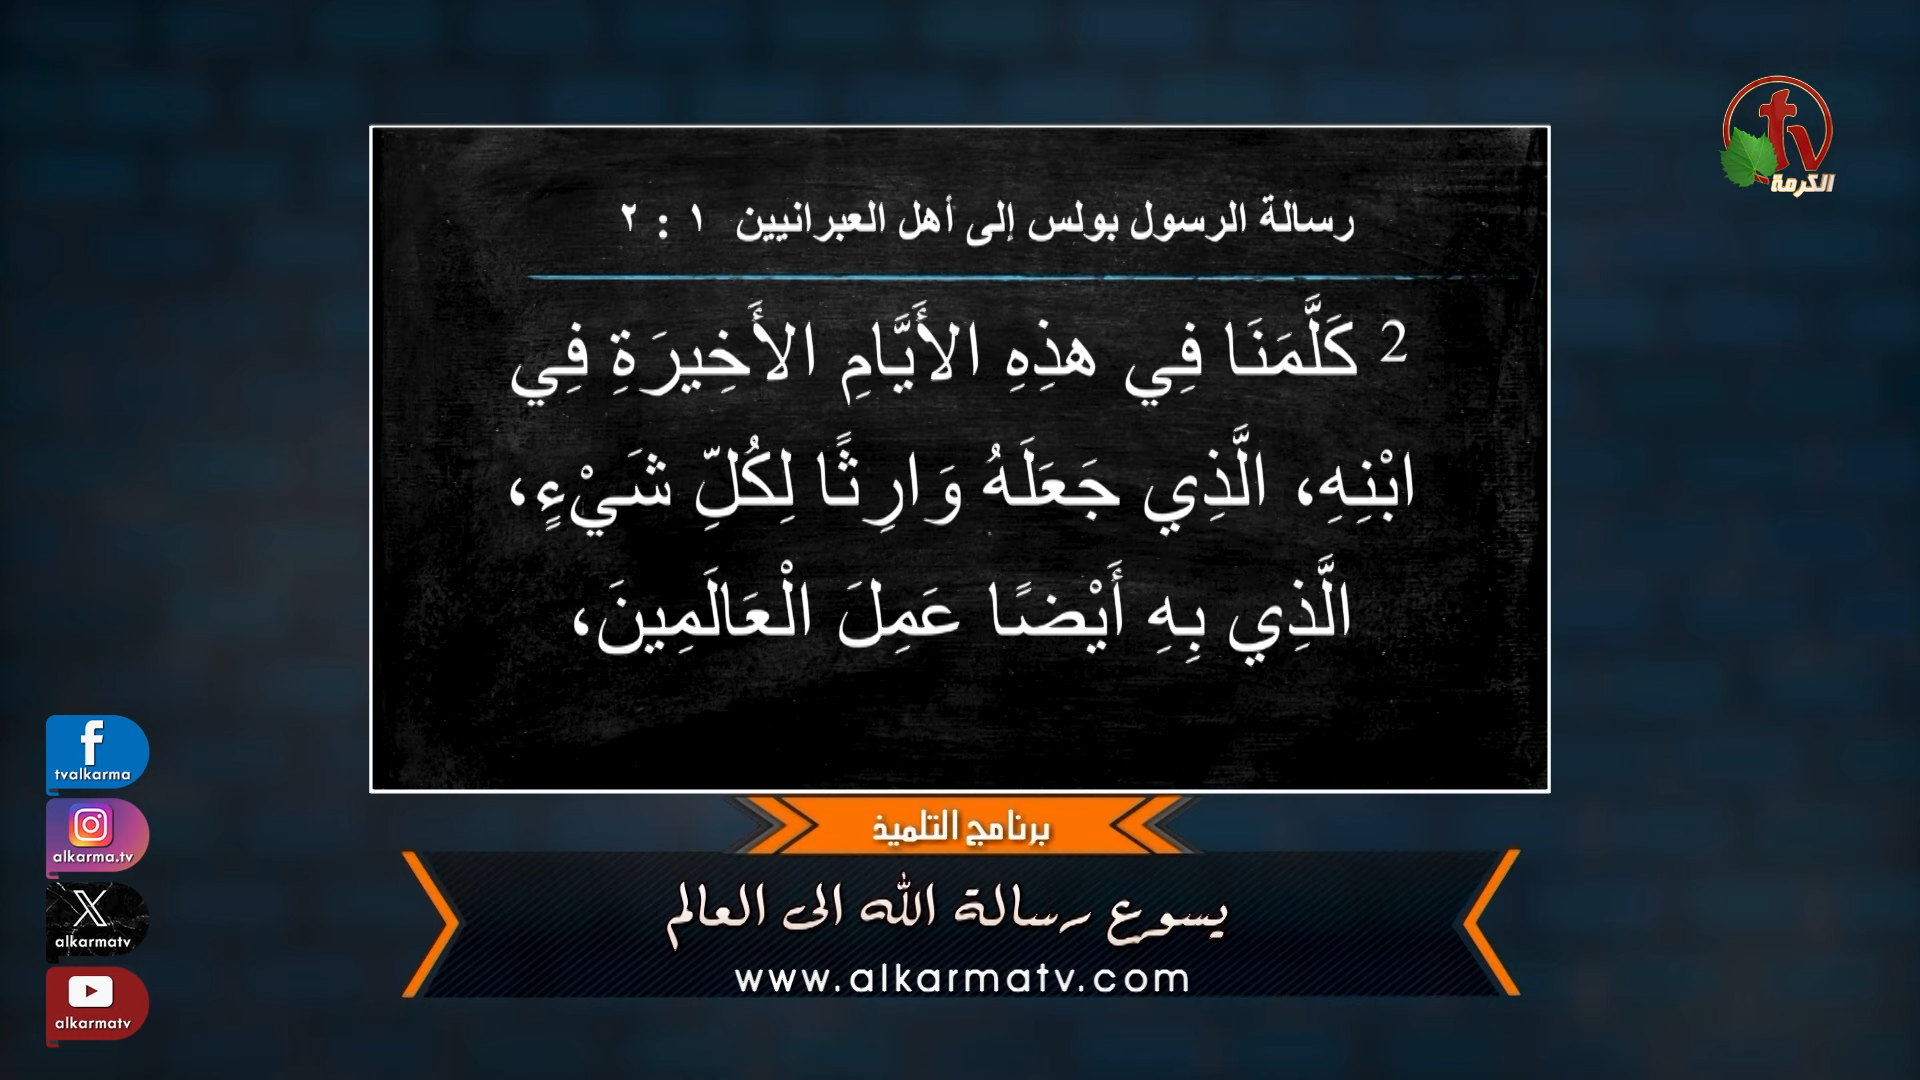 tv
الكرمة
رسالة الرسول بولس إلى أهل العبرانيين ١ : ٢
2 كَلَّمَنَا فِي هذِهِ الأَيَّامِ الأَخِيرَةِ فِي
ابْنِهِ، الَّذِي جَعَلَهُ وَارِثًا لِكُلِّ شَيْءٍ،
الَّذِي بِهِ أَيْضًا عَمِلَ الْعَالَمِينَ،
tvalkarma
alkarma.tv
alkarmatv
alkarmatv
برنامج التلميذ
يسوع رسالة الله الى العالم
www.alkarmatv.com